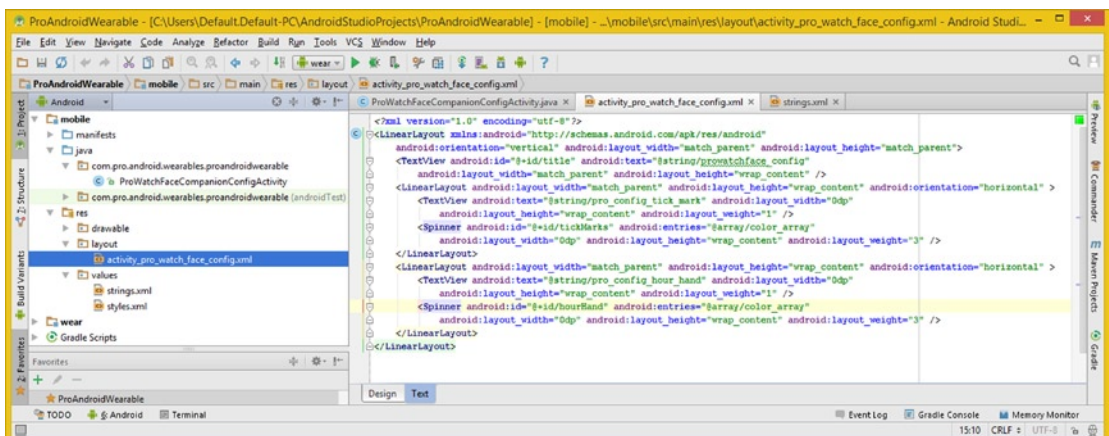 ProAndroidWearable - [C:\Users\Default.Default-PC\AndroidStudioProjects\ProAndroidWearable] - [mobile] - ...\mobile\src\main\res\layout\activity_pro_watch_face_config.xml - Android Studi...
File Edit View Navigate Code Analyze Refactor Build Run Tools VCS Window Help
wear
ProAndroidWearable mobile src main res layout activity_pro_watch_face_config.xml
Android
ProWatchFaceCompanionConfigActivity.java activity_pro_watch_face_config.xml strings.xml
1: Project
Structure
Build Variants
2: Favorites
mobile
manifests
java
com.pro.android.wearables.proandroidwearable
ProWatchFaceCompanionConfigActivity
com.pro.android.wearables.proandroidwearable (androidTest)
res
drawable
layout
activity_pro_watch_face_config.xml
values
strings.xml
styles.xml
wear
Gradle Scripts
Favorites
ProAndroidWearable
<?xml version="1.0" encoding="utf-8"?>
<LinearLayout xmlns:android="http://schemas.android.com/apk/res/android"
android:orientation="vertical" android:layout_width="match_parent" android:layout_height="match_parent">
<TextView android:id="@+id/title" android:text="@string/prowatchface_config"
android:layout_width="match_parent" android:layout_height="wrap_content" />
<LinearLayout android:layout_width="match_parent" android:layout_height="wrap_content" android:orientation="horizontal" >
<TextView android:text="@string/pro_config_tick_mark" android:layout_width="0dp"
android:layout_height="wrap_content" android:layout_weight="1" />
<Spinner android:id="@+id/tickMarks" android:entries="@array/color_array"
android:layout_width="0dp" android:layout_height="wrap_content" android:layout_weight="3" />
</LinearLayout>
<LinearLayout android:layout_width="match_parent" android:layout_height="wrap_content" android:orientation="horizontal" >
<TextView android:text="@string/pro_config_hour_hand" android:layout_width="0dp"
android:layout_height="wrap_content" android:layout_weight="1" />
<Spinner android:id="@+id/hourHand" android:entries="@array/color_array"
android:layout_width="0dp" android:layout_height="wrap_content" android:layout_weight="3" />
</LinearLayout>
</LinearLayout>
Design Text
Preview
Commander
Maven Projects
Gradle
TODO 6: Android Terminal Event Log Gradle Console Memory Monitor
15:10 CRLF UTF-8